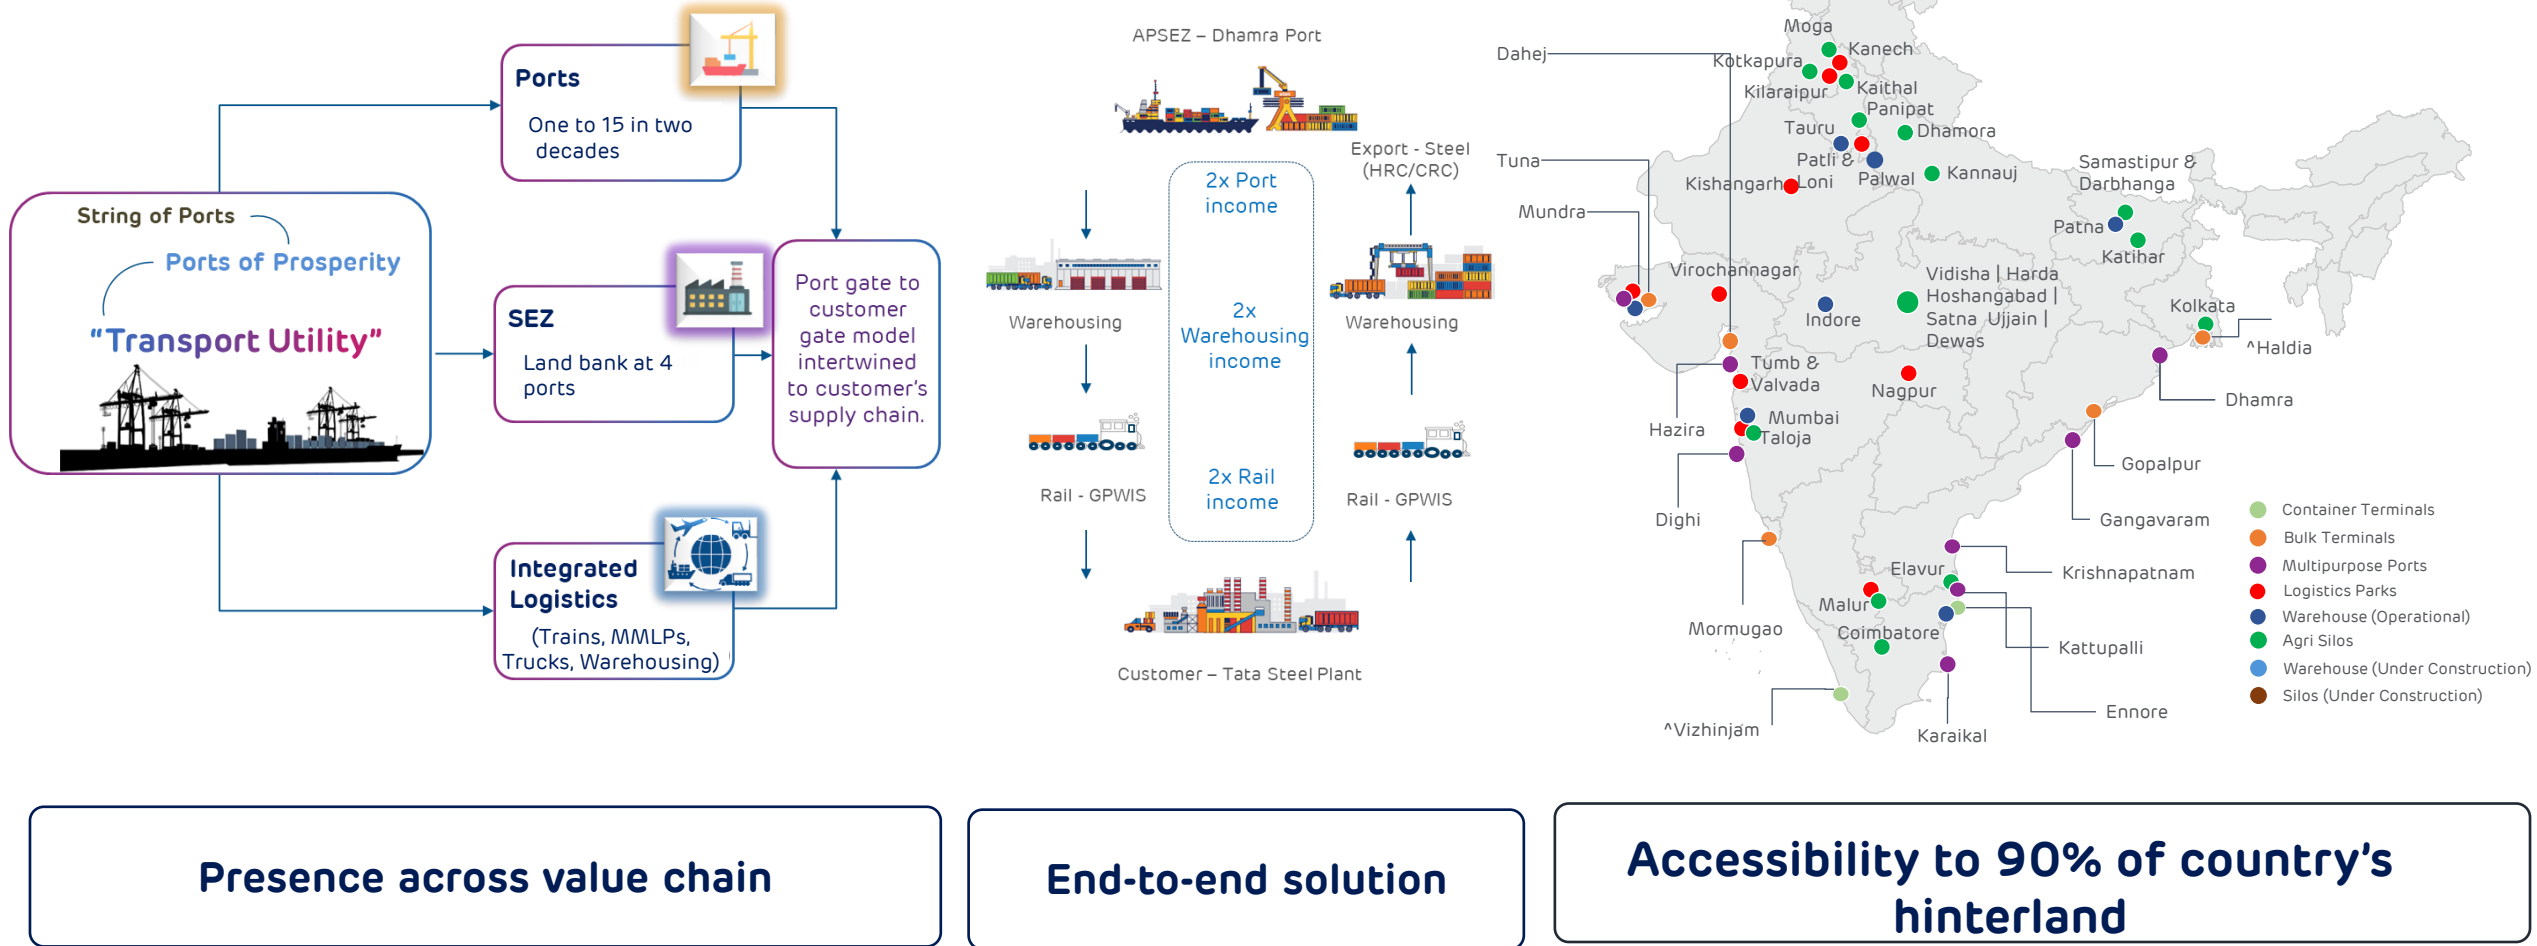 Ports
One to 15 in two
decades
String of Ports
Ports of Prosperity
“Transport Utility”
SEZ
Land bank at 4
ports
Port gate to
customer
gate model
intertwined
to customer’s
supply chain.
Integrated
Logistics
(Trains, MMLPs,
Trucks, Warehousing)
Presence across value chain
APSEZ – Dhamra Port
Export - Steel
(HRC/CRC)
2x Port
income
Warehousing
2x
Warehousing
income
Warehousing
Rail - GPWIS
2x Rail
income
Rail - GPWIS
Customer – Tata Steel Plant
End-to-end solution
Moga
Kanech
Dahej
Kotkapura
Kilaraipur
Kaithal
Panipat
Tauru
Dhamora
Tuna
Patli &
Loni
Palwal
Kannauj
Kishangarh
Samastipur &
Darbhanga
Mundra
Patna
Katihar
Virochannagar
Vidisha | Harda
Hoshangabad |
Satna Ujjain |
Dewas
Indore
Kolkata
^Haldia
Tumb &
Valvada
Nagpur
Dhamra
Hazira
Mumbai
Taloja
Gopalpur
Dighi
Gangavaram
Krishnapatnam
Elavur
Malur
Mormugao
Coimbatore
Kattupalli
Ennore
^Vizhinjam
Karaikal
Container Terminals
Bulk Terminals
Multipurpose Ports
Logistics Parks
Warehouse (Operational)
Agri Silos
Warehouse (Under Construction)
Silos (Under Construction)
Accessibility to 90% of country’s
hinterland